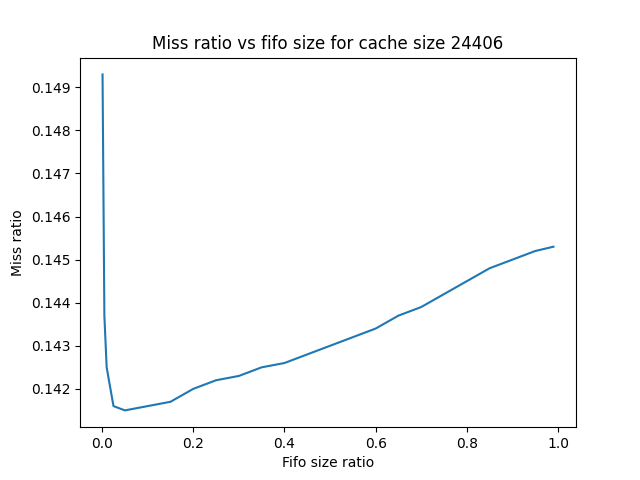 Miss ratio vs fifo size for cache size 24406
0.149
0.148
0.147
0.146
0.145
0.144
0.143
0.142
Miss ratio
0.0 0.2 0.4 0.6 0.8 1.0
Fifo size ratio